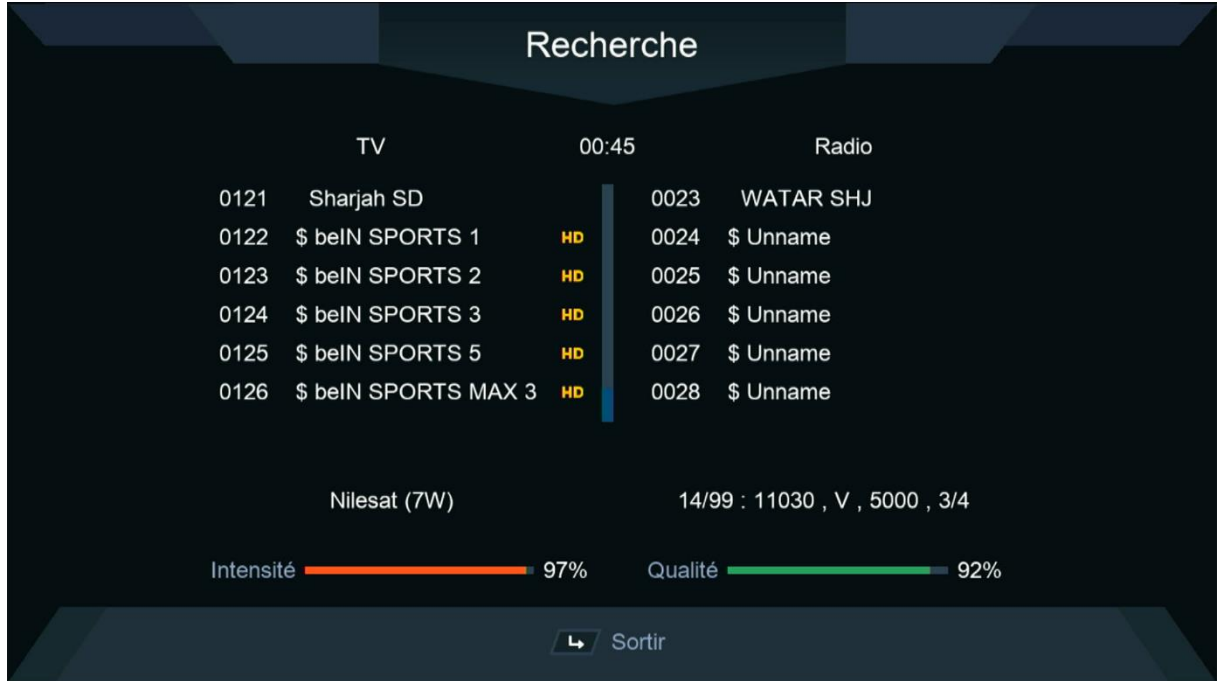 Recherche
TV 00:45 Radio
0121 Sharjah SD 0023 WATAR SHJ
0122 $ beIN SPORTS 1 HD 0024 $ Unname
0123 $ beIN SPORTS 2 HD 0025 $ Unname
0124 $ beIN SPORTS 3 HD 0026 $ Unname
0125 $ beIN SPORTS 5 HD 0027 $ Unname
0126 $ beIN SPORTS MAX 3 HD 0028 $ Unname
Nilesat (7W) 14/99 : 11030 , V , 5000 , 3/4
Intensité 97% Qualité 92%
Sortir